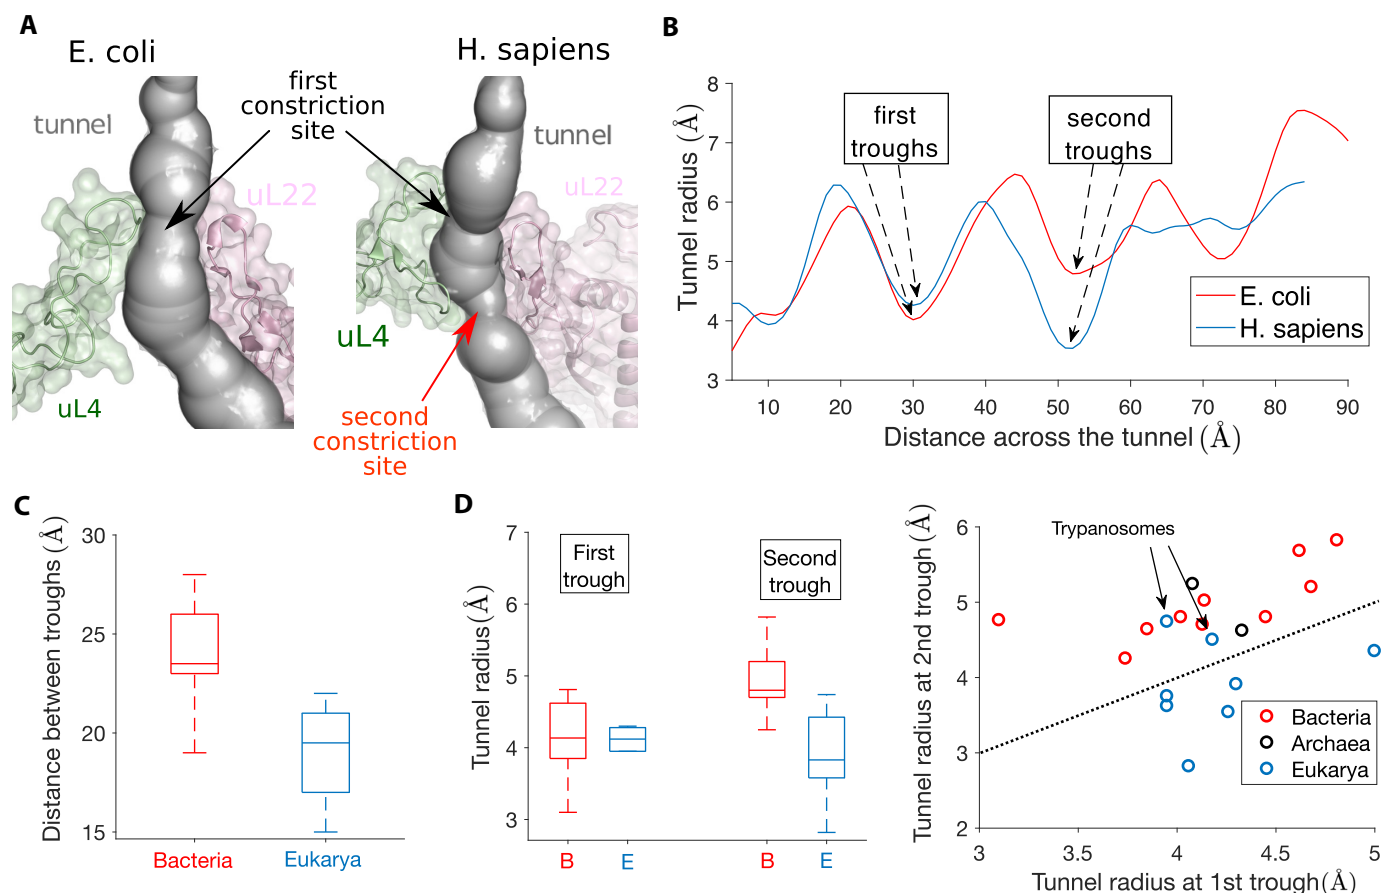 A
E. coli
H. sapiens
first
constriction
site
tunnel
tunnel
uL22
uL22
uL4
uL4
second
constriction
site
B
8
7
6
5
4
3
Tunnel radius (Å)
first
troughs
second
troughs
E. coli
H. sapiens
10 20 30 40 50 60 70 80 90
Distance across the tunnel (Å)
C
30
25
20
15
Distance between troughs (Å)
Bacteria Eukarya
D
7
6
5
4
3
Tunnel radius (Å)
First
trough
Second
trough
B E B E
6
5
4
3
2
Tunnel radius at 2nd trough (Å)
Trypanosomes
Bacteria
Archaea
Eukarya
3 3.5 4 4.5 5
Tunnel radius at 1st trough(Å)